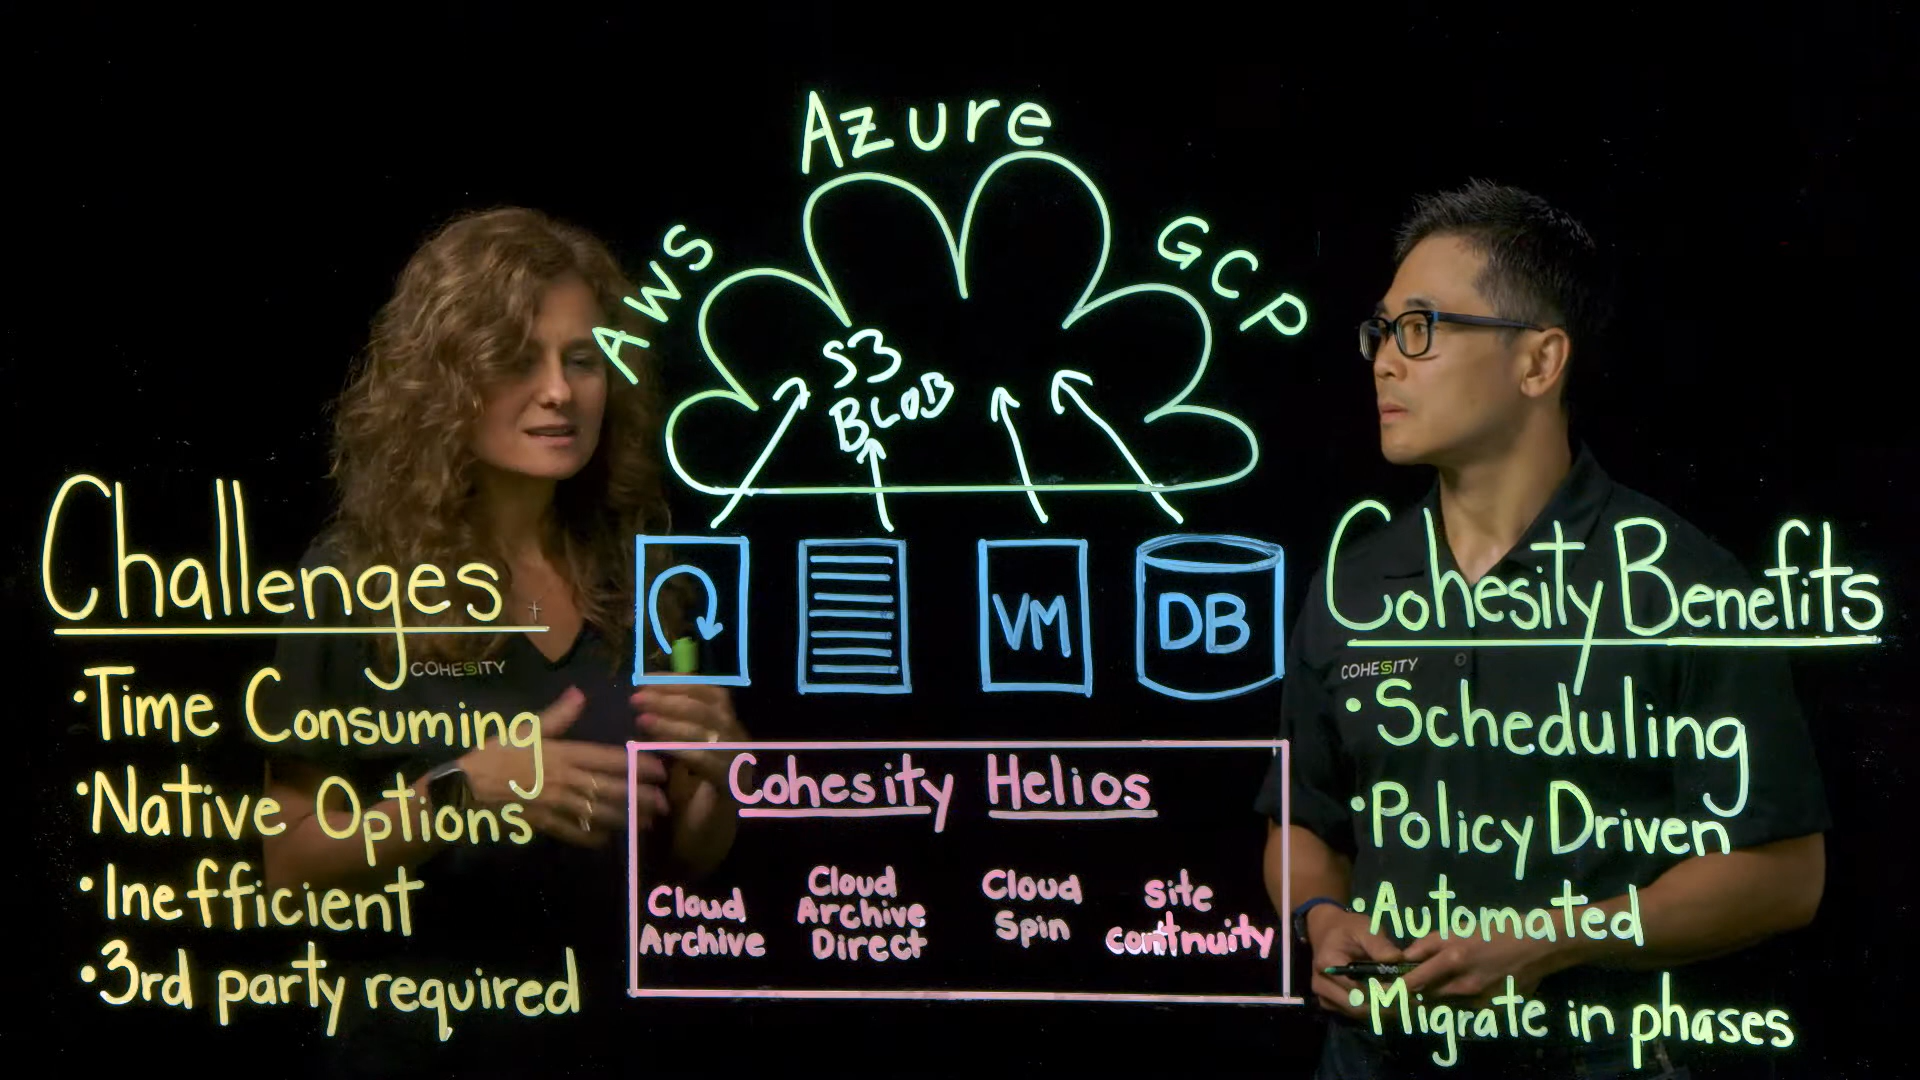 Azure
AWS
GCP
S3
BLOB
VM
DB
Challenges
COHESITY
•Time Consuming
•Native Options
•Inefficient
•3rd party required
Cohesity Helios
Cloud
Archive
Cloud
Archive
Direct
Cloud
Spin
Site
continuity
Cohesity Benefits
COHESITY
•Scheduling
•Policy Driven
•Automated
•Migrate in phases